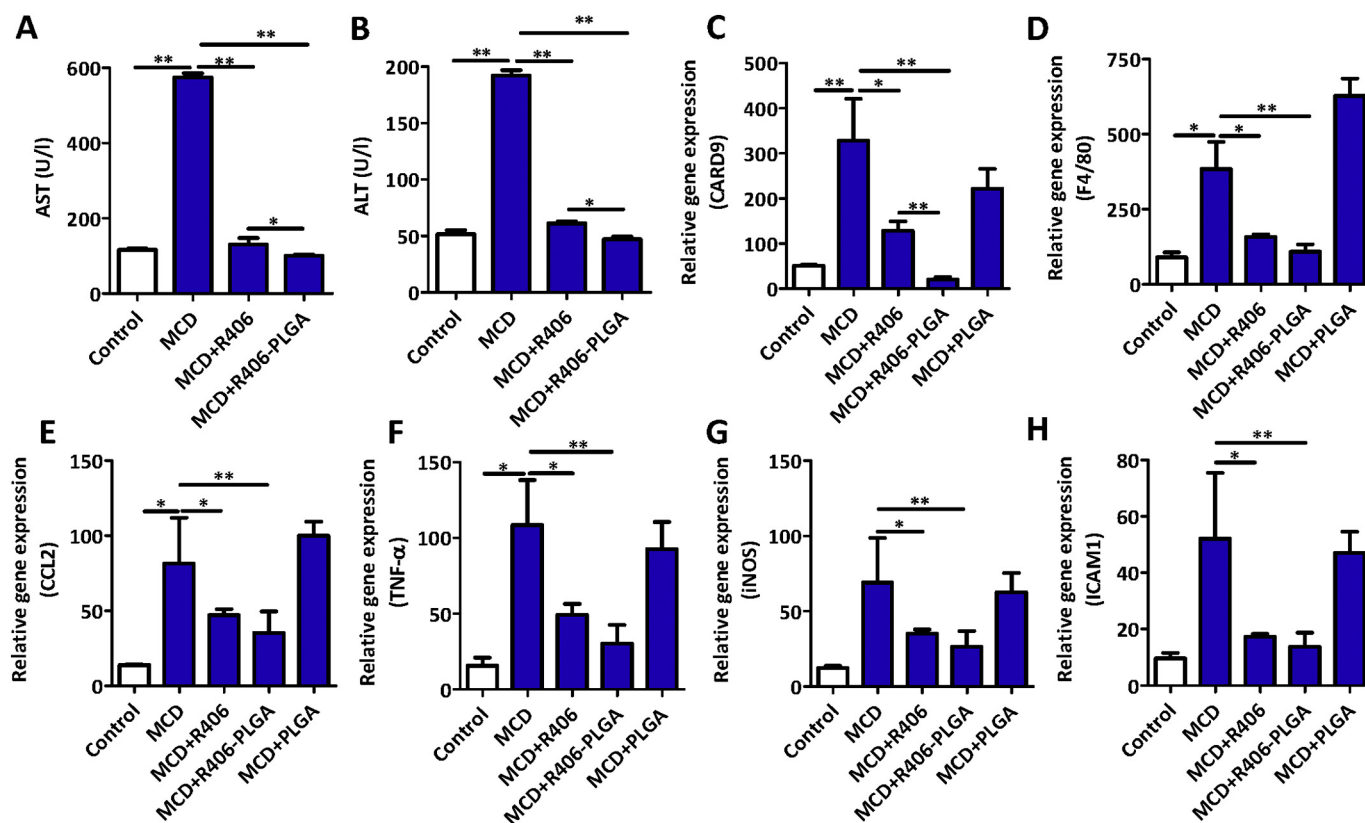 A
AST (U/l)
600
400
200
0
**
**
**
*
Control
MCD
MCD+R406
MCD+R406-PLGA
B
ALT (U/l)
200
150
100
50
0
**
**
**
*
Control
MCD
MCD+R406
MCD+R406-PLGA
C
Relative gene expression
(CARD9)
500
400
300
200
100
0
**
**
*
**
Control
MCD
MCD+R406
MCD+R406-PLGA
MCD+PLGA
D
Relative gene expression
(F4/80)
750
500
250
0
**
*
*
Control
MCD
MCD+R406
MCD+R406-PLGA
MCD+PLGA
E
Relative gene expression
(CCL2)
150
100
50
0
**
*
*
Control
MCD
MCD+R406
MCD+R406-PLGA
MCD+PLGA
F
Relative gene expression
(TNF-α)
150
100
50
0
**
*
*
Control
MCD
MCD+R406
MCD+R406-PLGA
MCD+PLGA
G
Relative gene expression
(iNOS)
150
100
50
0
**
*
Control
MCD
MCD+R406
MCD+R406-PLGA
MCD+PLGA
H
Relative gene expression
(ICAM1)
80
60
40
20
0
**
*
Control
MCD
MCD+R406
MCD+R406-PLGA
MCD+PLGA